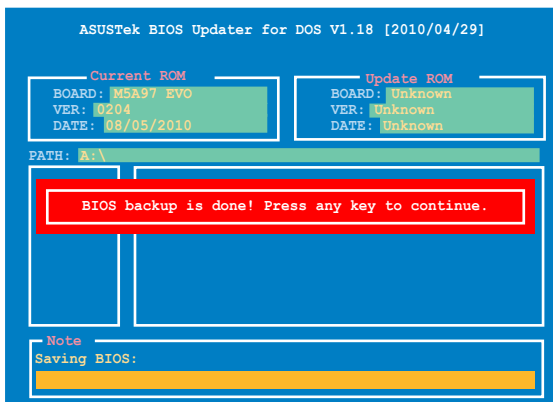 ASUSTek BIOS Updater for DOS V1.18 [2010/04/29]
Current ROM
BOARD: M5A97 EVO
VER: 0204
DATE: 08/05/2010
Update ROM
BOARD: Unknown
VER: Unknown
DATE: Unknown
PATH: A:\
BIOS backup is done! Press any key to continue.
Note
Saving BIOS: